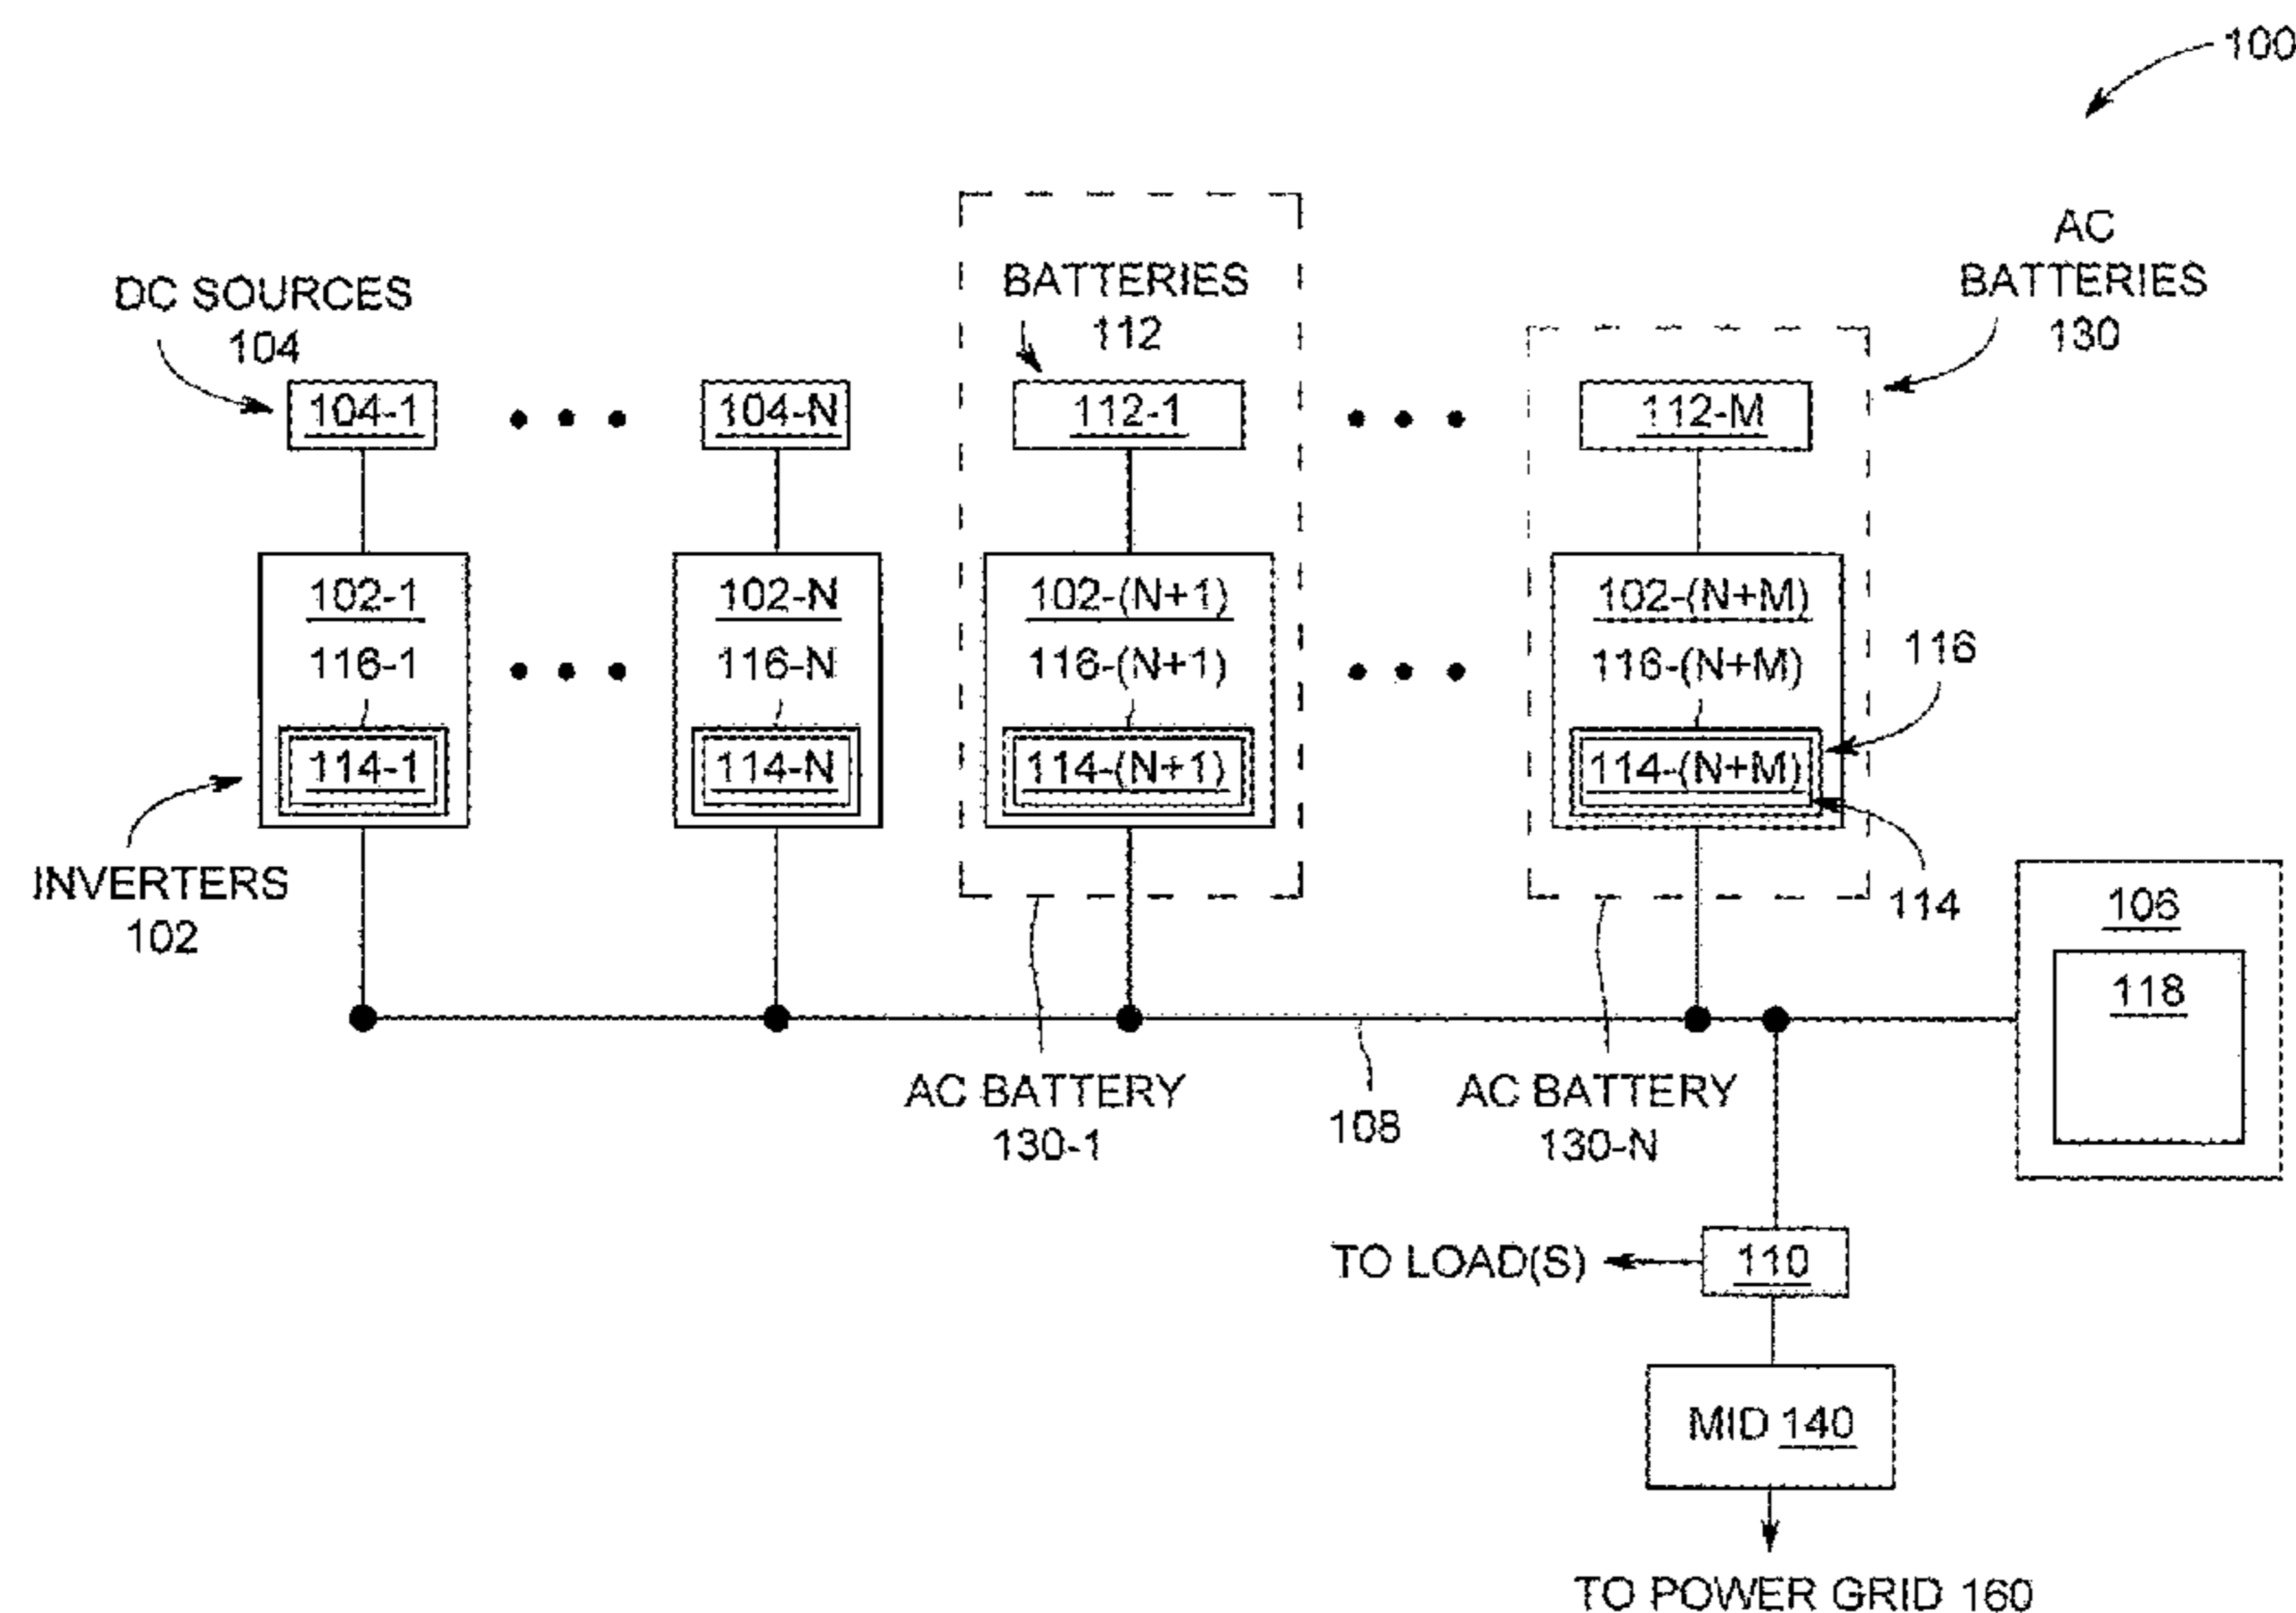 100
AC
BATTERIES
130
DC SOURCES
104
BATTERIES
112
104-1
104-N
112-1
112-M
102-1
102-N
102-(N+1)
102-(N+M)
116-1
116-N
116-(N+1)
116-(N+M)
116
114-1
114-N
114-(N+1)
114-(N+M)
114
INVERTERS
102
106
118
AC BATTERY
130-1
108
AC BATTERY
130-N
TO LOAD(S)
110
MID 140
TO POWER GRID 160